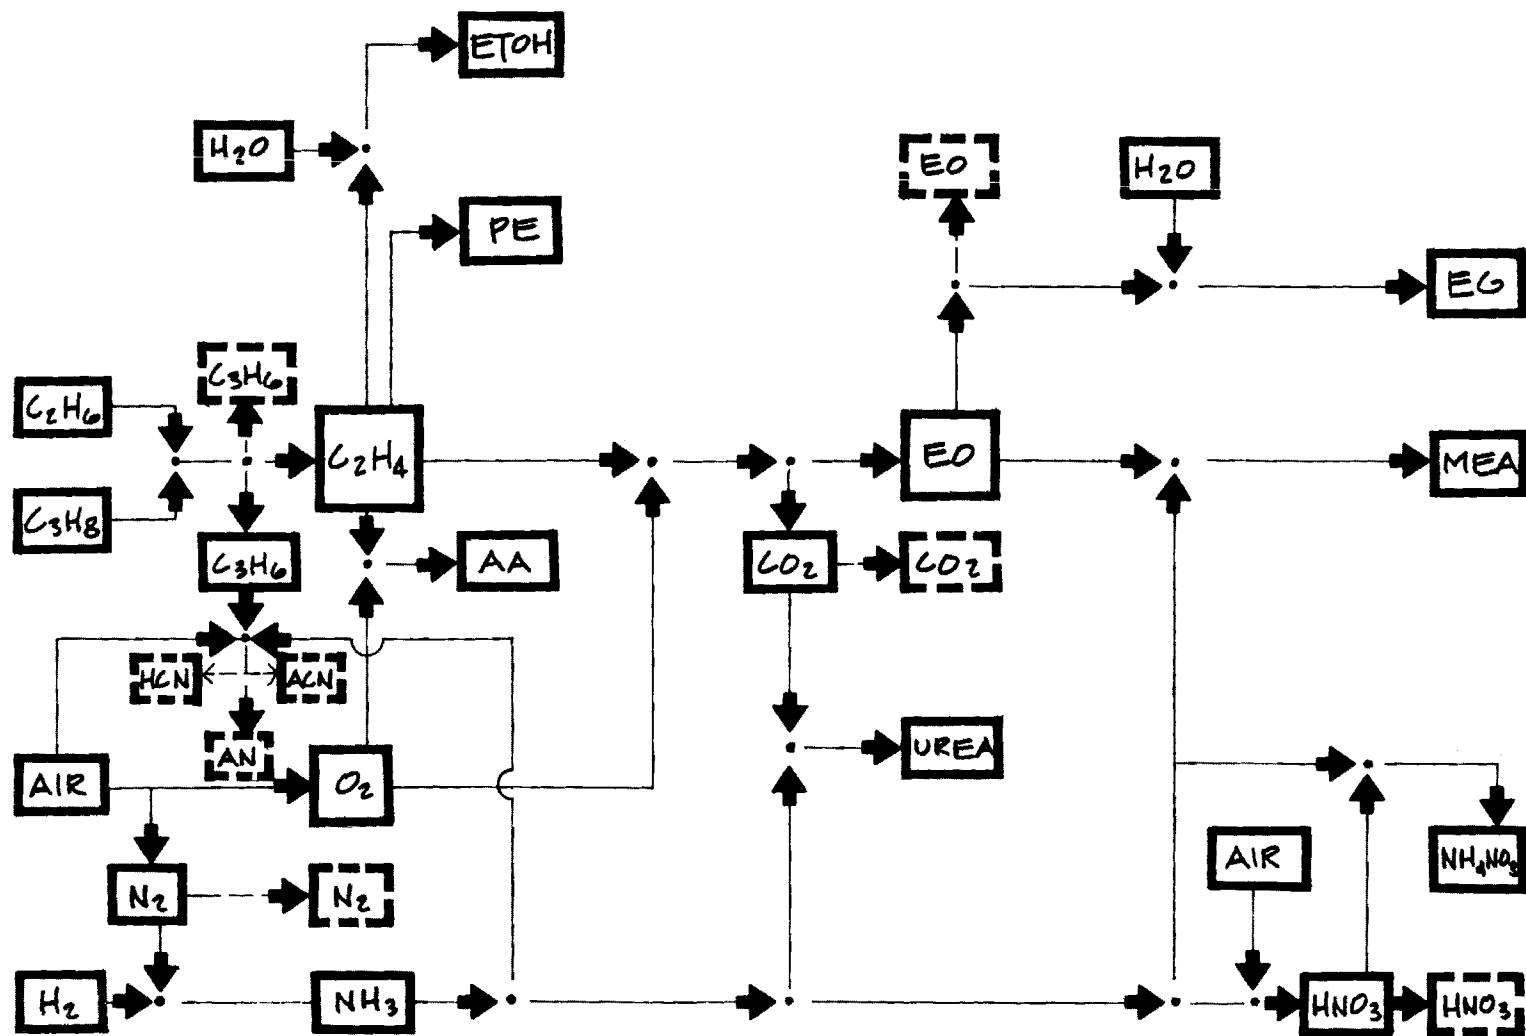 ETOH
H2O
EO
H2O
PE
EG
C3H6
C2H6
C2H4
EO
MEA
C3H8
C3H6
AA
CO2
CO2
HCN
ACN
AN
UREA
AIR
O2
AIR
NH4NO3
N2
N2
H2
NH3
HNO3
HNO3